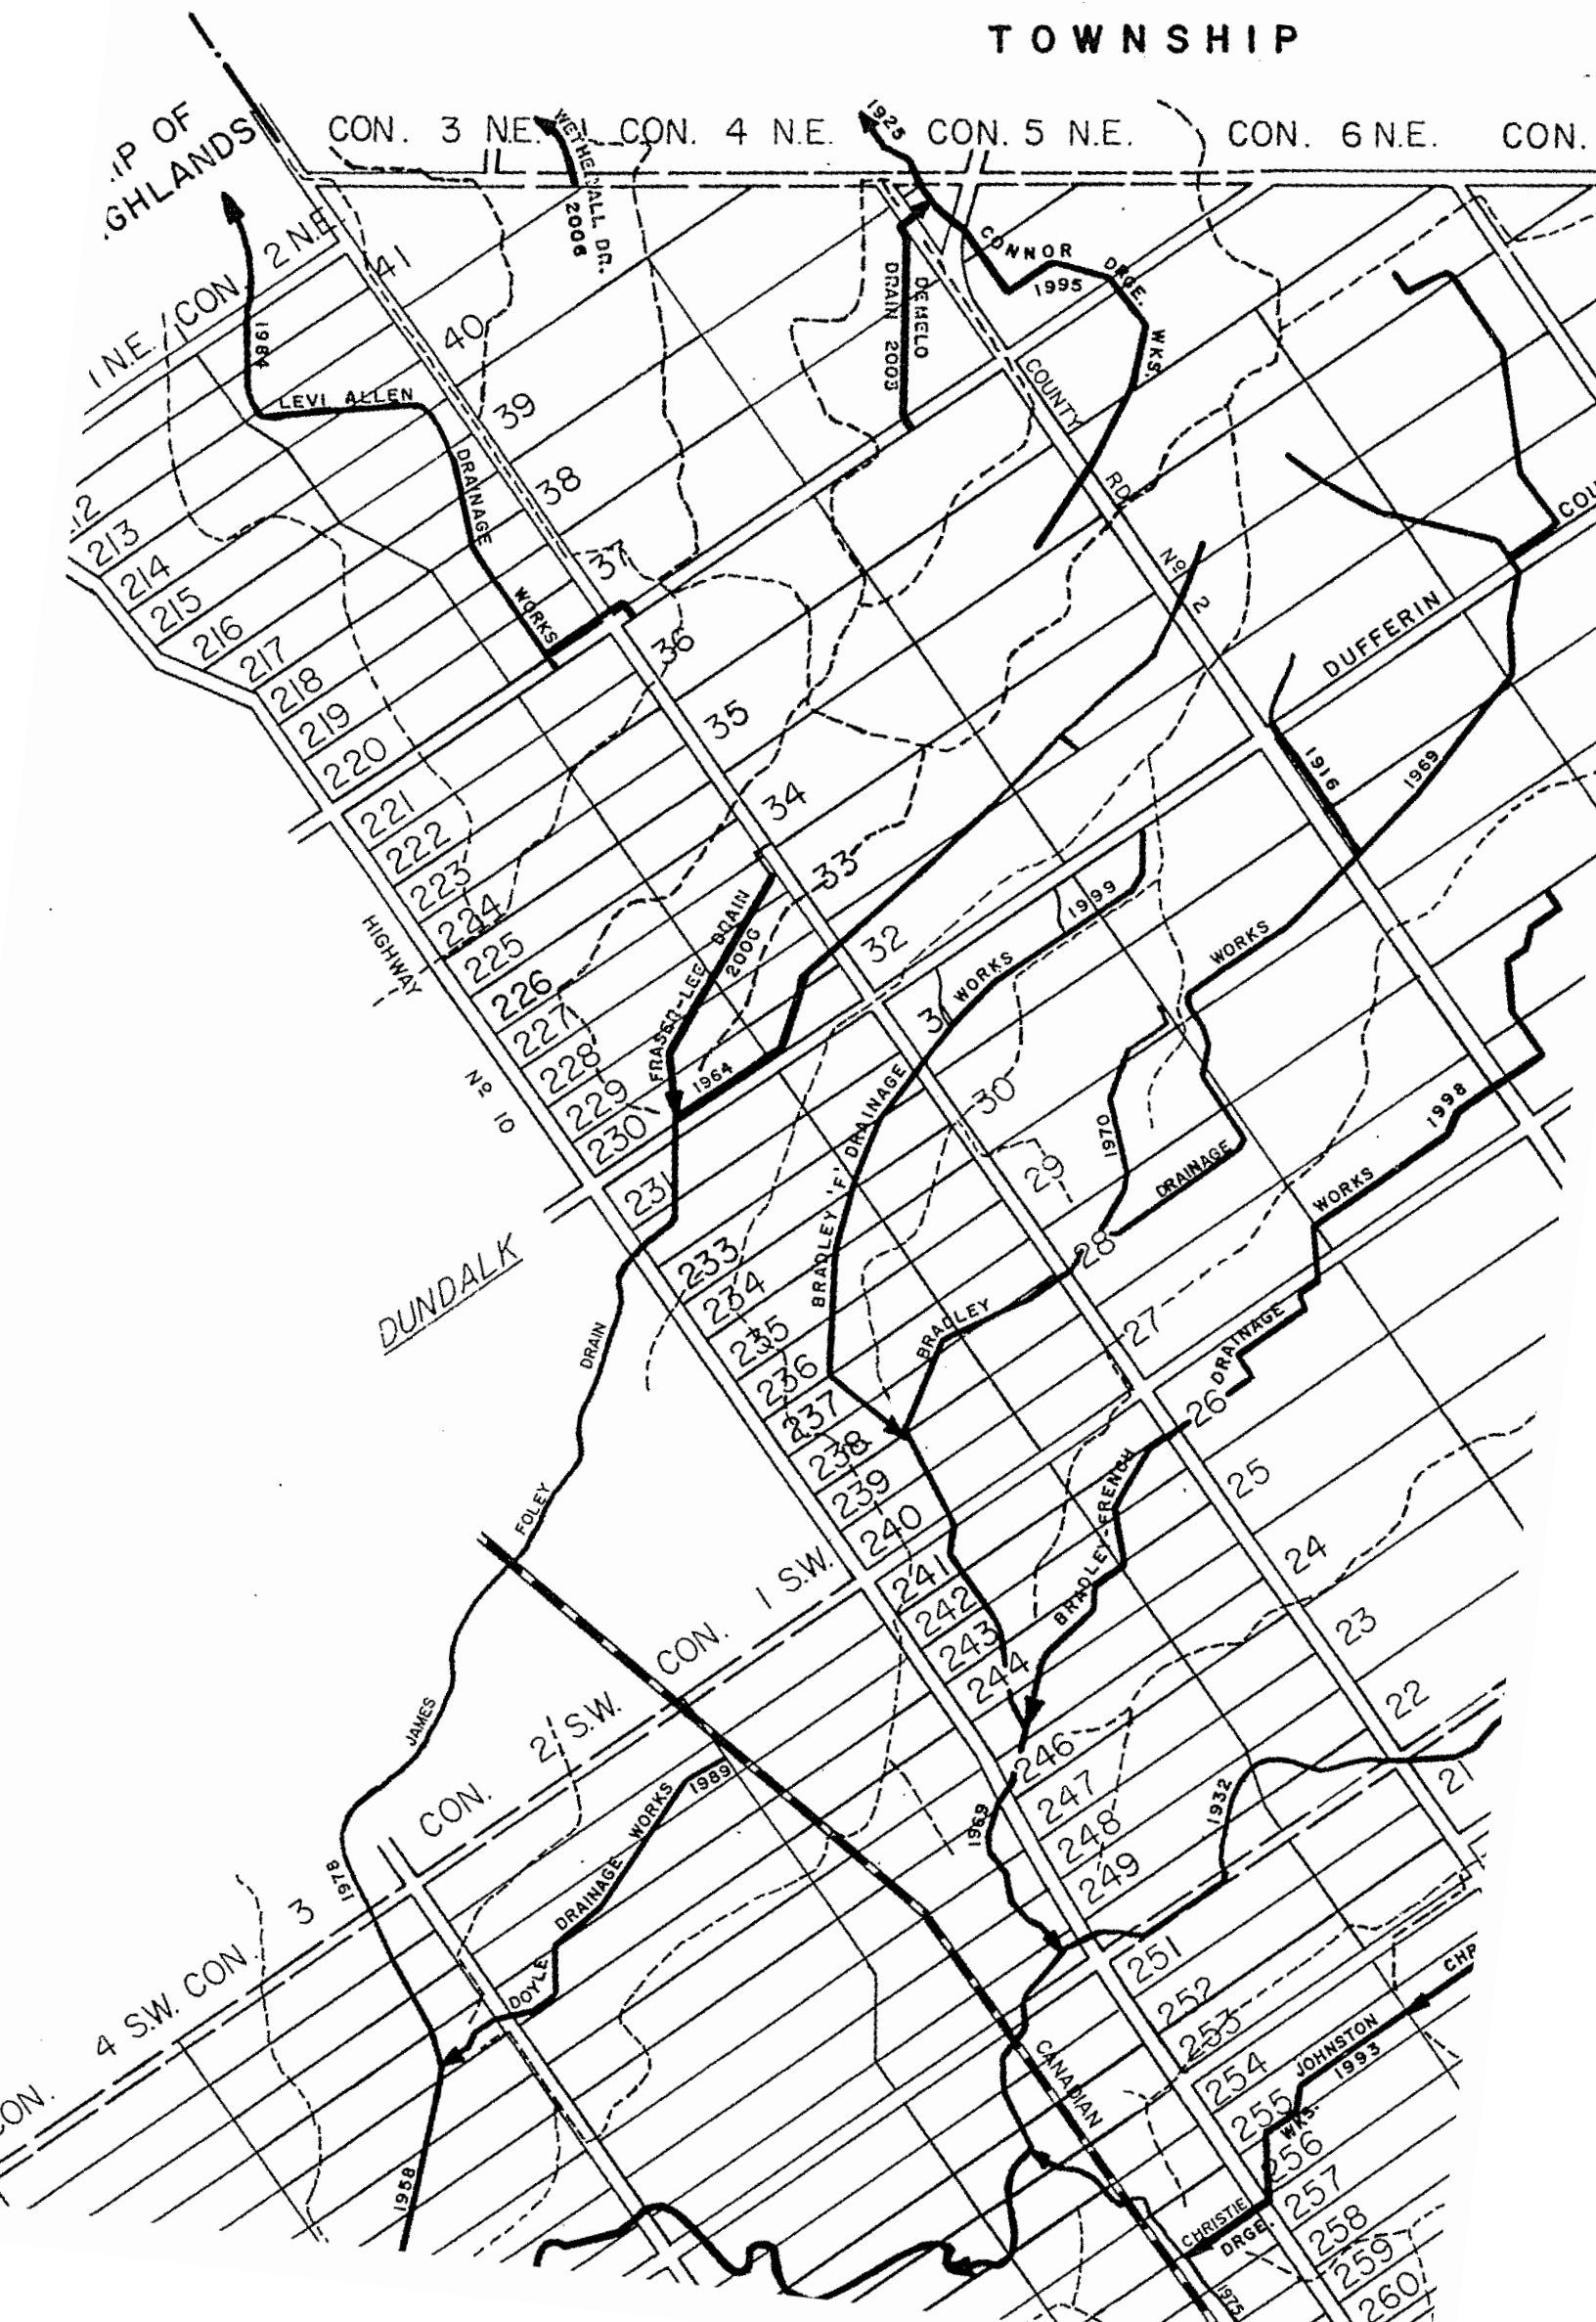 TOWNSHIP
CON. 3 N.E.
CON. 4 N.E.
CON. 5 N.E.
CON. 6 N.E.
CON.
IP OF
GHLANDS
1 N.E.
CON. 2 N.E.
WETHERALL DR.
2006
1925
CONNOR DRGE. WKS.
1995
DEMELO
DRAIN 2003
1984
LEVI ALLEN DRAINAGE WORKS
COUNTY RD. No 2
DUFFERIN
COU
41
40
39
38
37
36
35
34
33
32
3
30
29
28
27
26
25
24
23
22
21
12
213
214
215
216
217
218
219
220
221
222
223
224
225
226
227
228
229
230
231
233
234
235
236
237
238
239
240
241
242
243
244
246
247
248
249
251
252
253
254
255
256
257
258
259
260
HIGHWAY No 10
FRASER-LEE DRAIN
2006
1964
WORKS 1999
BRADLEY 'F' DRAINAGE
1916
1969
WORKS
1970
DRAINAGE
BRADLEY
1998
WORKS
DRAINAGE
BRADLEY-FRENCH
DUNDALK
DRAIN
FOLEY
JAMES
1978
1958
CON. 1 S.W.
CON. 2 S.W.
CON. 3
4 S.W. CON.
CON.
DOYLE DRAINAGE WORKS 1989
1969
1932
CANADIAN
JOHNSTON
1993
WKS.
CHRISTIE
DRGE.
1975